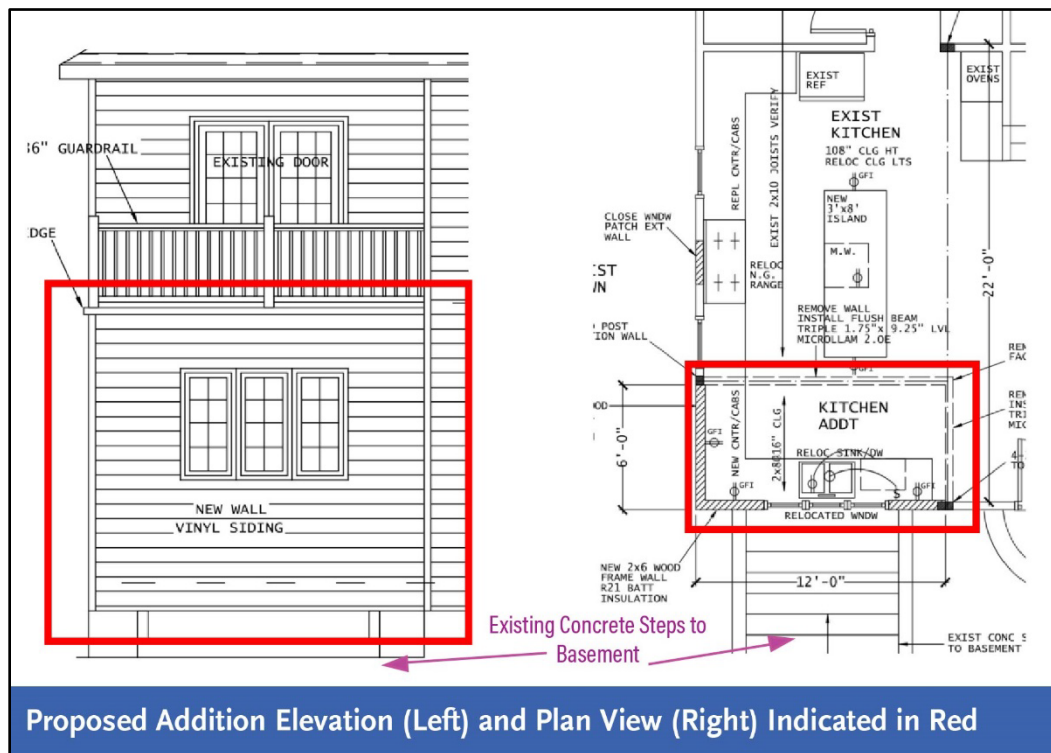 36" GUARDRAIL
EXISTING DOOR
EDGE
NEW WALL
VINYL SIDING
EXIST
REF
EXIST
OVENS
EXIST
KITCHEN
108" CLG HT
RELOC CLG LTS
GFI
REPL CNTR/CABS
EXIST 2x10 JOISTS VERIFY
NEW
3'x8'
ISLAND
M.W.
CLOSE WNDW
PATCH EXT
WALL
RELOC
N.G.
RANGE
22'-0"
REMOVE WALL
INSTALL FLUSH BEAM
TRIPLE 1.75"x 9.25" LVL
MICROLLAM 2.0E
POST
GFI
KITCHEN
ADDT
6'-0"
GFI
NEW CNTR/CABS
2x8@16" CLG
RELOC SINK/DW
GFI
GFI
S
RELOCATED WNDW
NEW 2x6 WOOD
FRAME WALL
R21 BATT
INSULATION
12'-0"
EXIST CONC S
TO BASEMENT
Existing Concrete Steps to
Basement
Proposed Addition Elevation (Left) and Plan View (Right) Indicated in Red